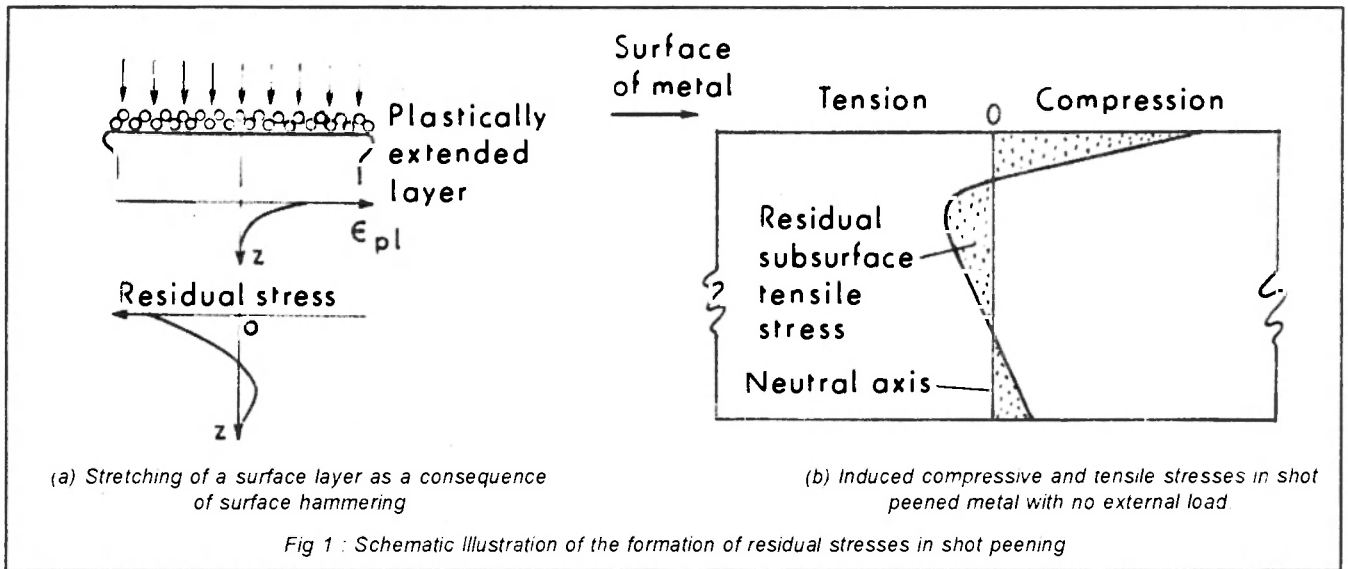 Plastically
extended
layer
ϵpl
z
Residual stress
O
z
(a) Stretching of a surface layer as a consequence
of surface hammering
Surface
of metal
Tension
O
Compression
Residual
subsurface
tensile
stress
Neutral axis
(b) Induced compressive and tensile stresses in shot
peened metal with no external load
Fig 1 : Schematic Illustration of the formation of residual stresses in shot peening